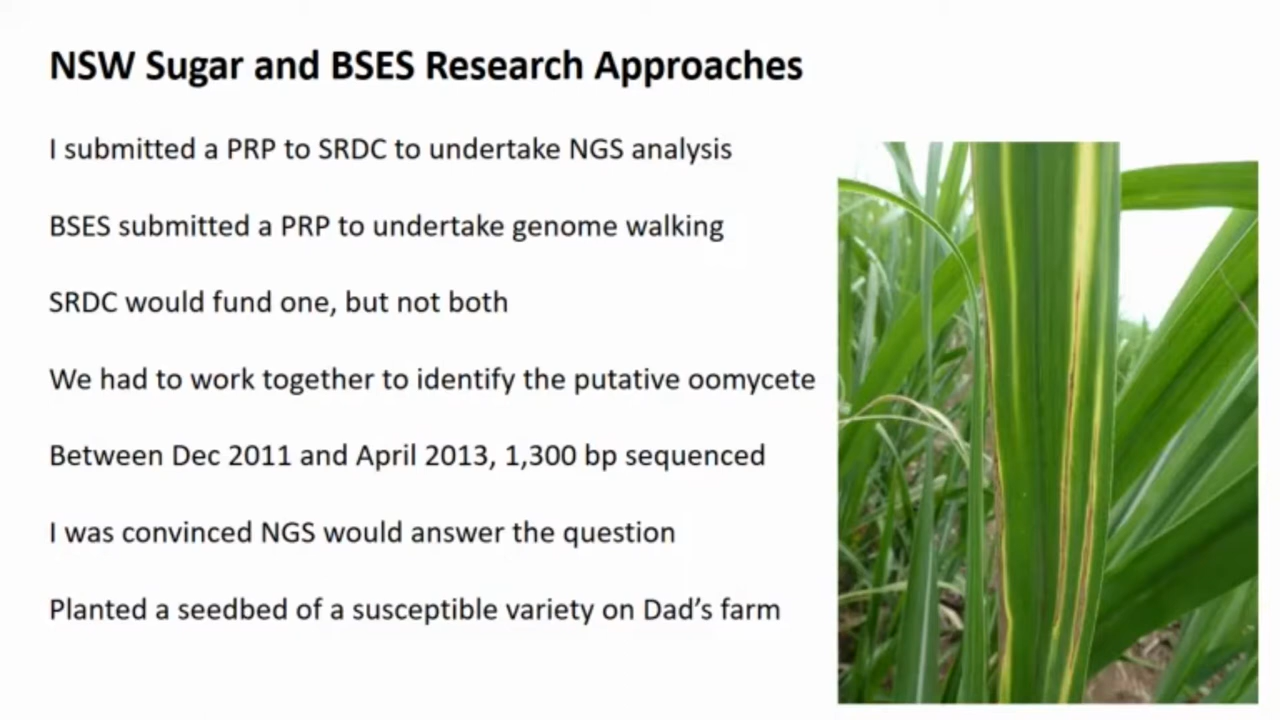 NSW Sugar and BSES Research Approaches
I submitted a PRP to SRDC to undertake NGS analysis
BSES submitted a PRP to undertake genome walking
SRDC would fund one, but not both
We had to work together to identify the putative oomycete
Between Dec 2011 and April 2013, 1,300 bp sequenced
I was convinced NGS would answer the question
Planted a seedbed of a susceptible variety on Dad’s farm